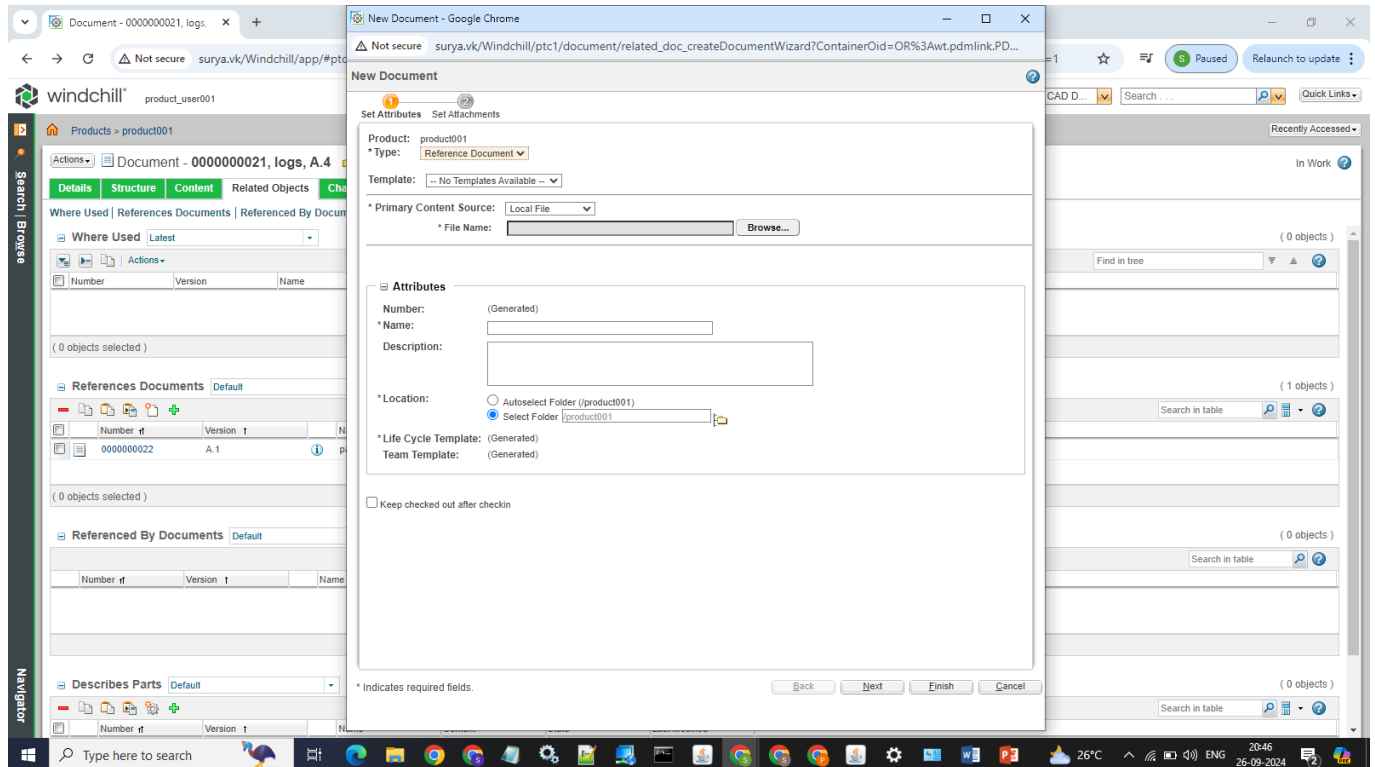 Document - 0000000021, logs,
New Document - Google Chrome
Not secure surya.vk/Windchill/app/#ptc
Not secure surya.vk/Windchill/ptc1/document/related_doc_createDocumentWizard?ContainerOid=OR%3Awt.pdmlink.PD...
=1
S Paused
Relaunch to update
windchill product_user001
CAD D...
Search . . .
Quick Links
Products > product001
Recently Accessed
Actions Document - 0000000021, logs, A.4
In Work
Details Structure Content Related Objects Cha
Where Used | References Documents | Referenced By Docum
Where Used Latest
( 0 objects )
Actions
Find in tree
Number Version Name
( 0 objects selected )
References Documents Default
( 1 objects )
Search in table
Number Version N
0000000022 A.1
( 0 objects selected )
Referenced By Documents Default
( 0 objects )
Search in table
Number Version Name
Describes Parts Default
( 0 objects )
Search in table
Number Version
Search | Browse
Navigator
New Document
1 2
Set Attributes Set Attachments
Product: product001
*Type: Reference Document
Template: -- No Templates Available --
* Primary Content Source: Local File
* File Name: Browse...
Attributes
Number: (Generated)
*Name:
Description:
*Location: Autoselect Folder (/product001)
Select Folder /product001
*Life Cycle Template: (Generated)
Team Template: (Generated)
Keep checked out after checkin
* Indicates required fields.
Back Next Finish Cancel
Type here to search
26°C
ENG
20:46
26-09-2024